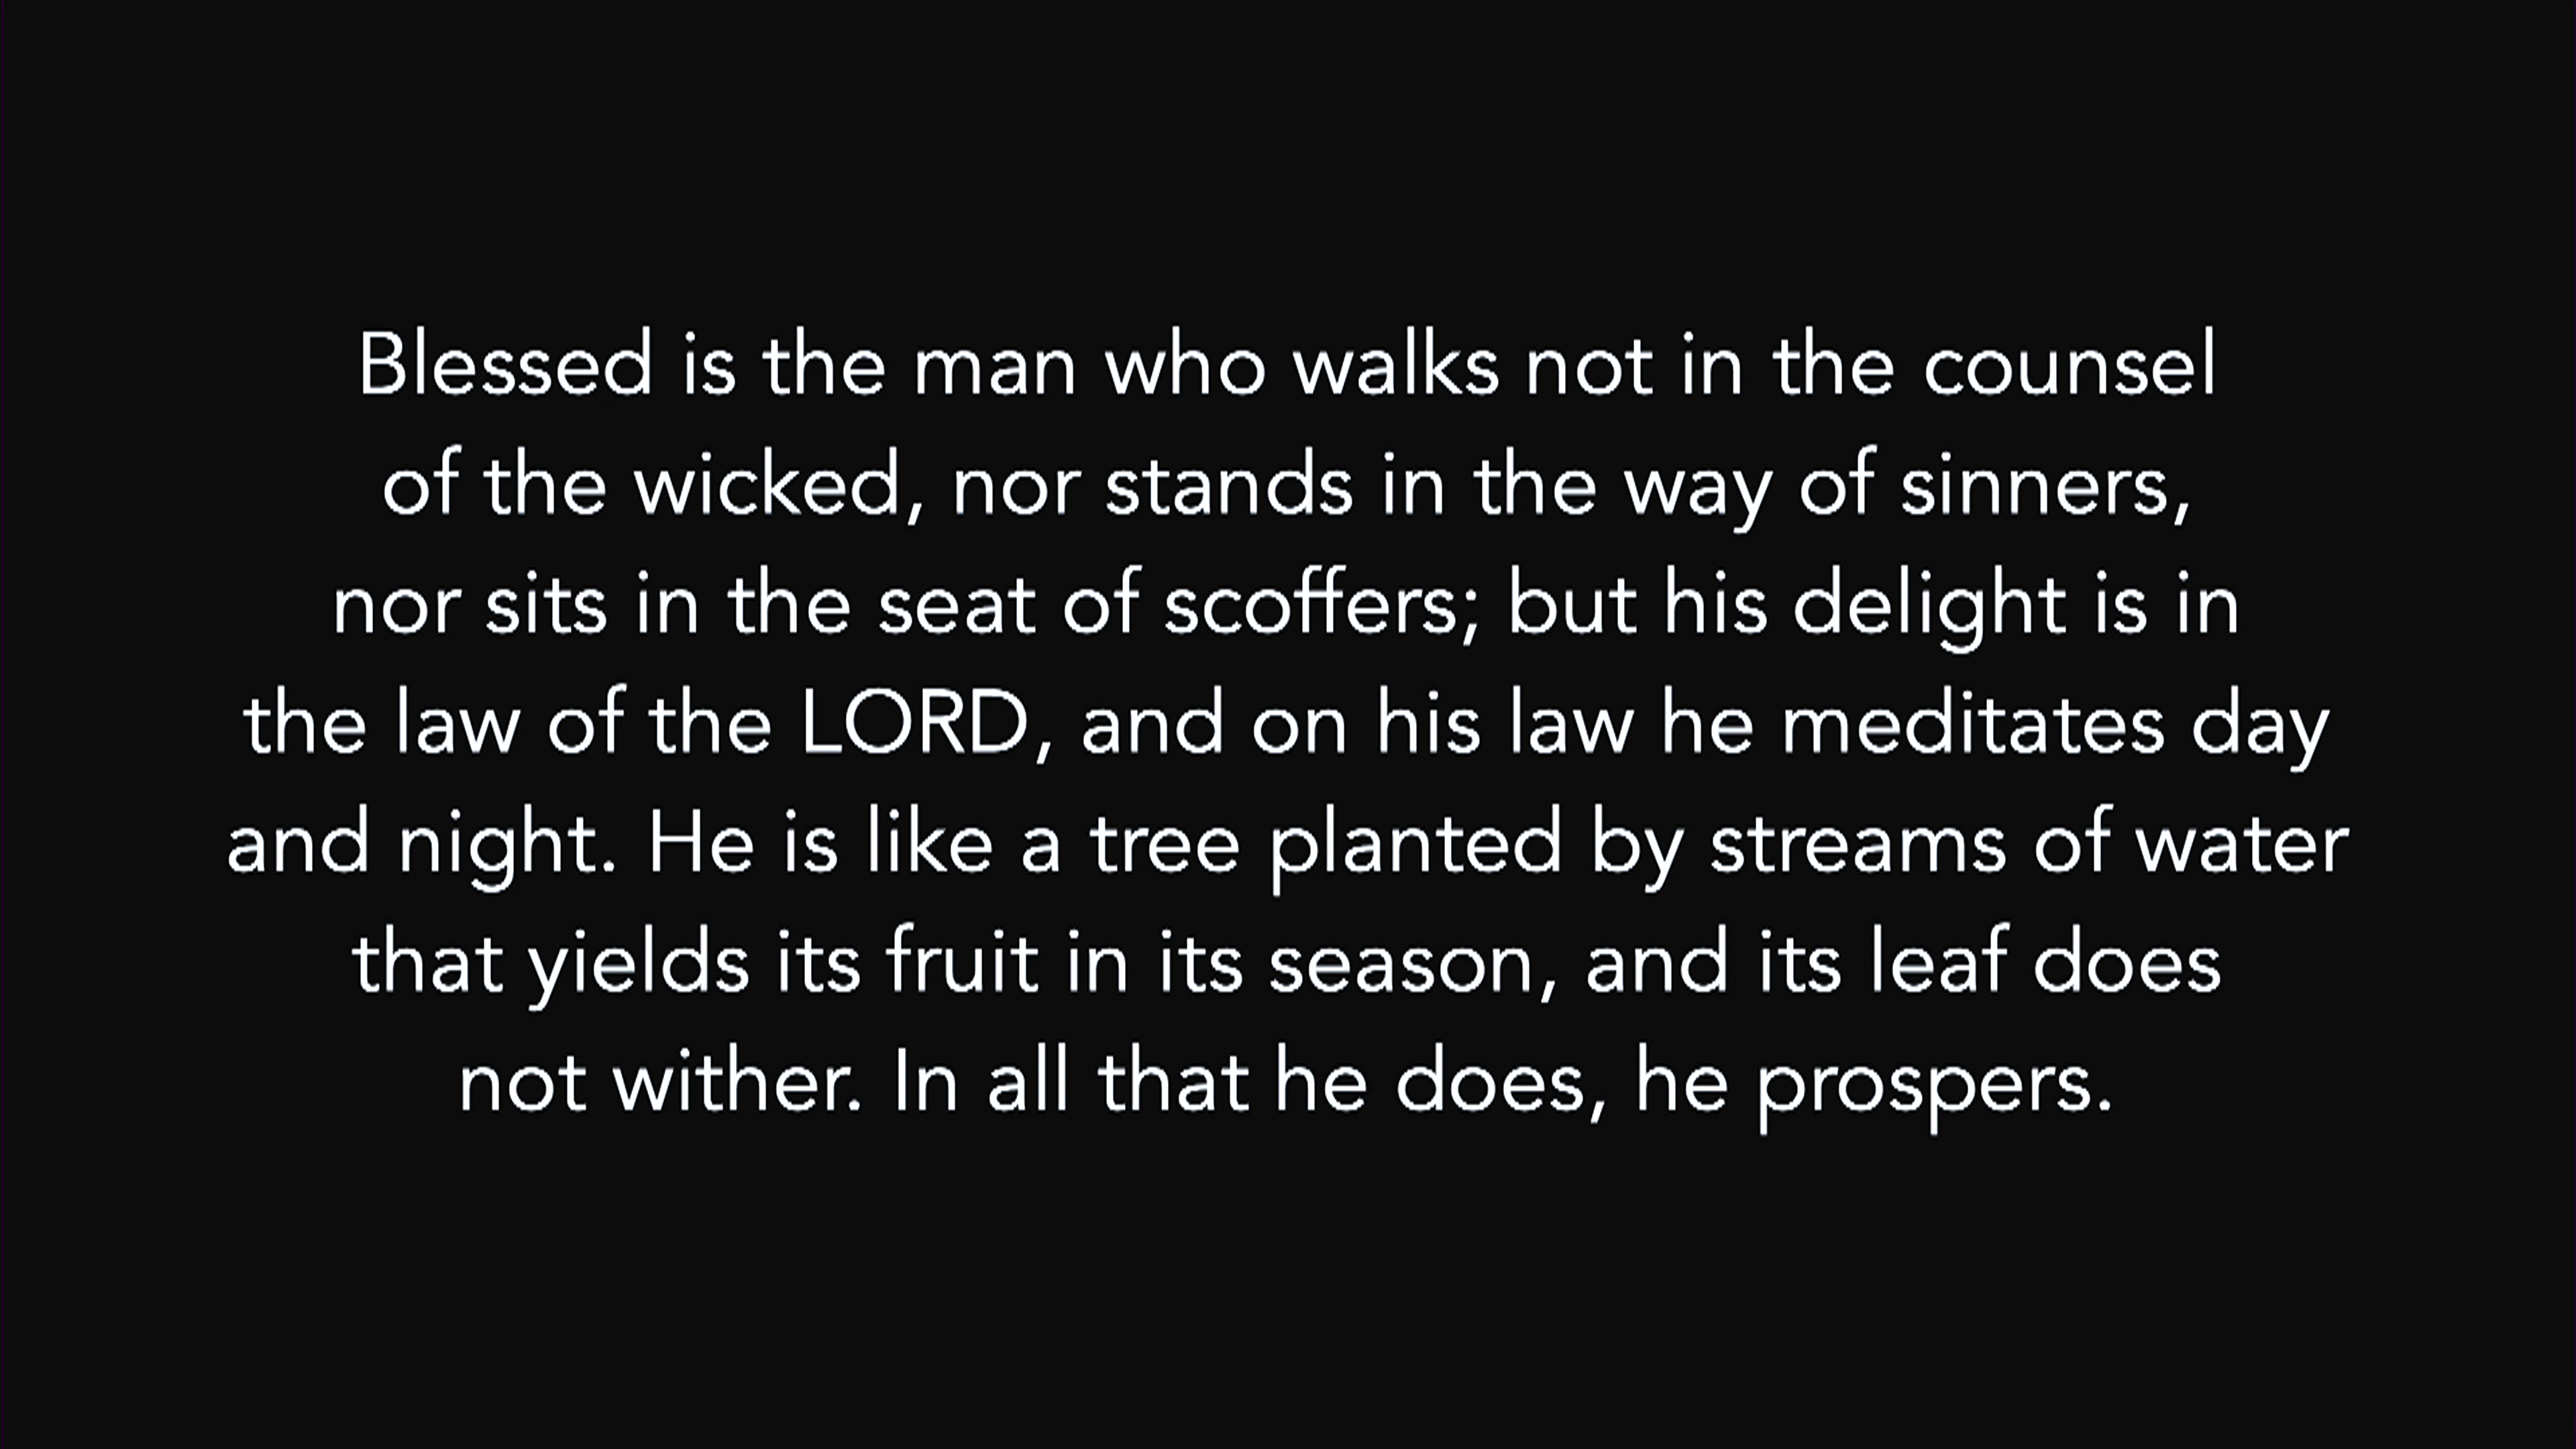 Blessed is the man who walks not in the counsel
of the wicked, nor stands in the way of sinners,
nor sits in the seat of scoffers; but his delight is in
the law of the LORD, and on his law he meditates day
and night. He is like a tree planted by streams of water
that yields its fruit in its season, and its leaf does
not wither. In all that he does, he prospers.